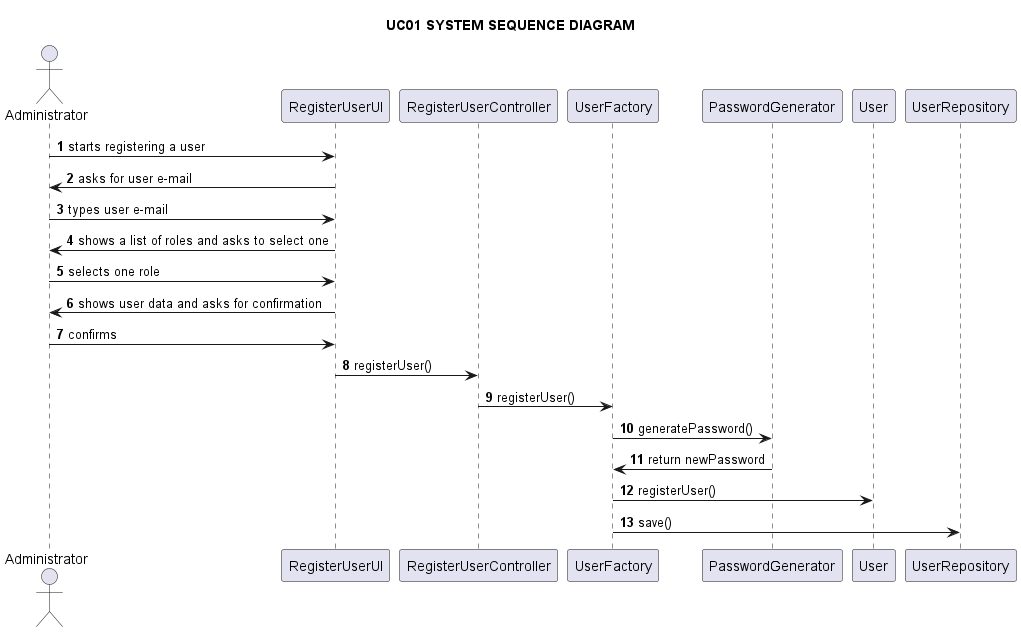 UC01 SYSTEM SEQUENCE DIAGRAM
Administrator
RegisterUserUI
RegisterUserController
UserFactory
PasswordGenerator
User
UserRepository
1 starts registering a user
2 asks for user e-mail
3 types user e-mail
4 shows a list of roles and asks to select one
5 selects one role
6 shows user data and asks for confirmation
7 confirms
8 registerUser()
9 registerUser()
10 generatePassword()
11 return newPassword
12 registerUser()
13 save()
Administrator
RegisterUserUI
RegisterUserController
UserFactory
PasswordGenerator
User
UserRepository